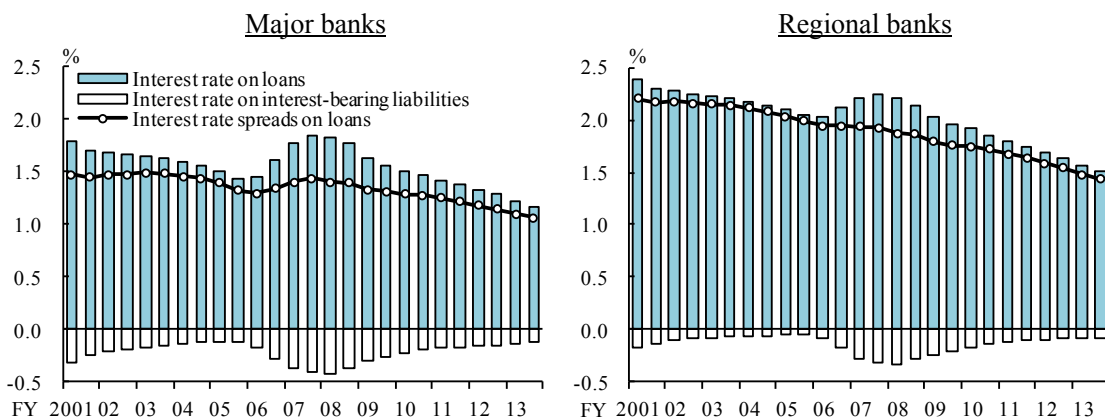 Major banks
%
2.5
2.0
1.5
1.0
0.5
0.0
-0.5
Interest rate on loans
Interest rate on interest-bearing liabilities
Interest rate spreads on loans
FY 2001 02 03 04 05 06 07 08 09 10 11 12 13
Regional banks
%
2.5
2.0
1.5
1.0
0.5
0.0
-0.5
FY 2001 02 03 04 05 06 07 08 09 10 11 12 13